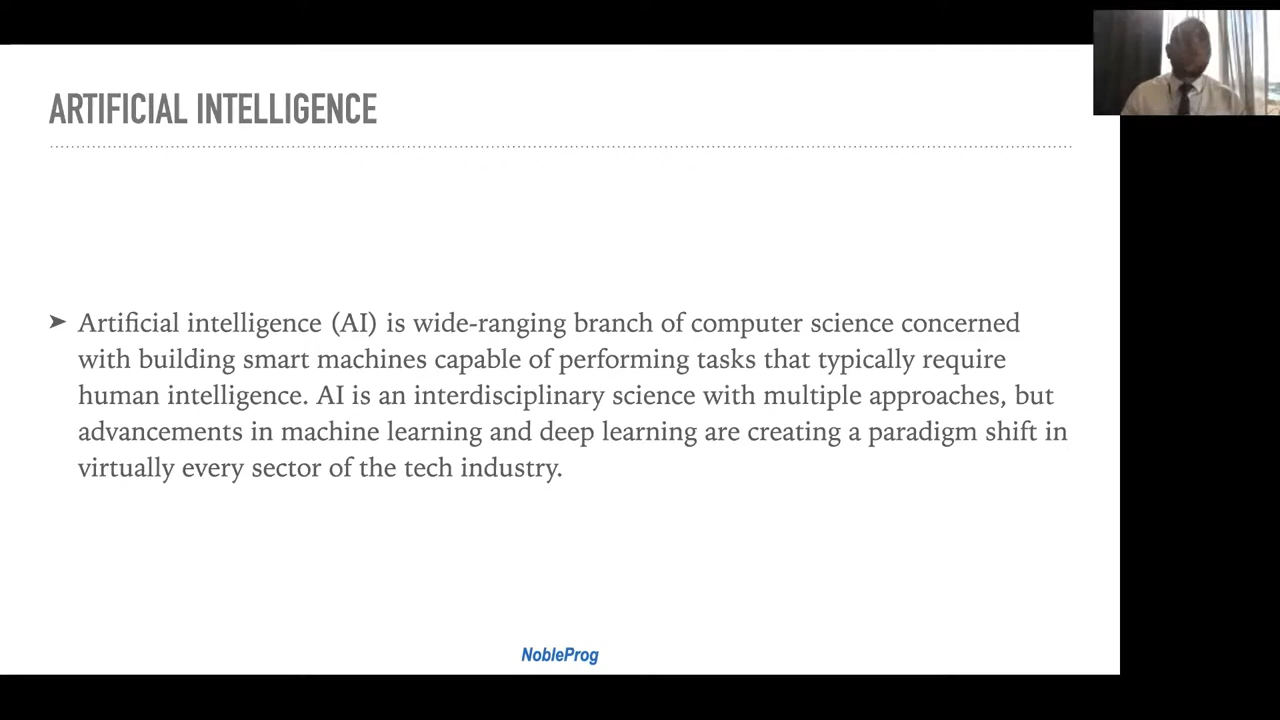 ARTIFICIAL INTELLIGENCE
➤ Artificial intelligence (AI) is wide-ranging branch of computer science concerned
with building smart machines capable of performing tasks that typically require
human intelligence. AI is an interdisciplinary science with multiple approaches, but
advancements in machine learning and deep learning are creating a paradigm shift in
virtually every sector of the tech industry.
NobleProg